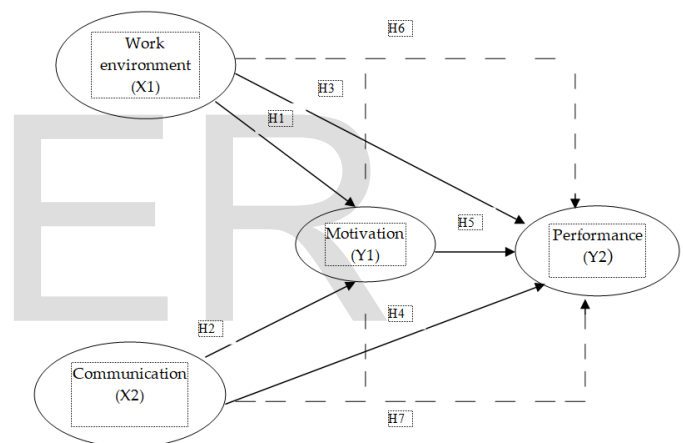 H6
Work
environment
(X1)
H3
H1
Motivation
(Y1)
H5
Performance
(Y2)
H2
H4
Communication
(X2)
H7
ER